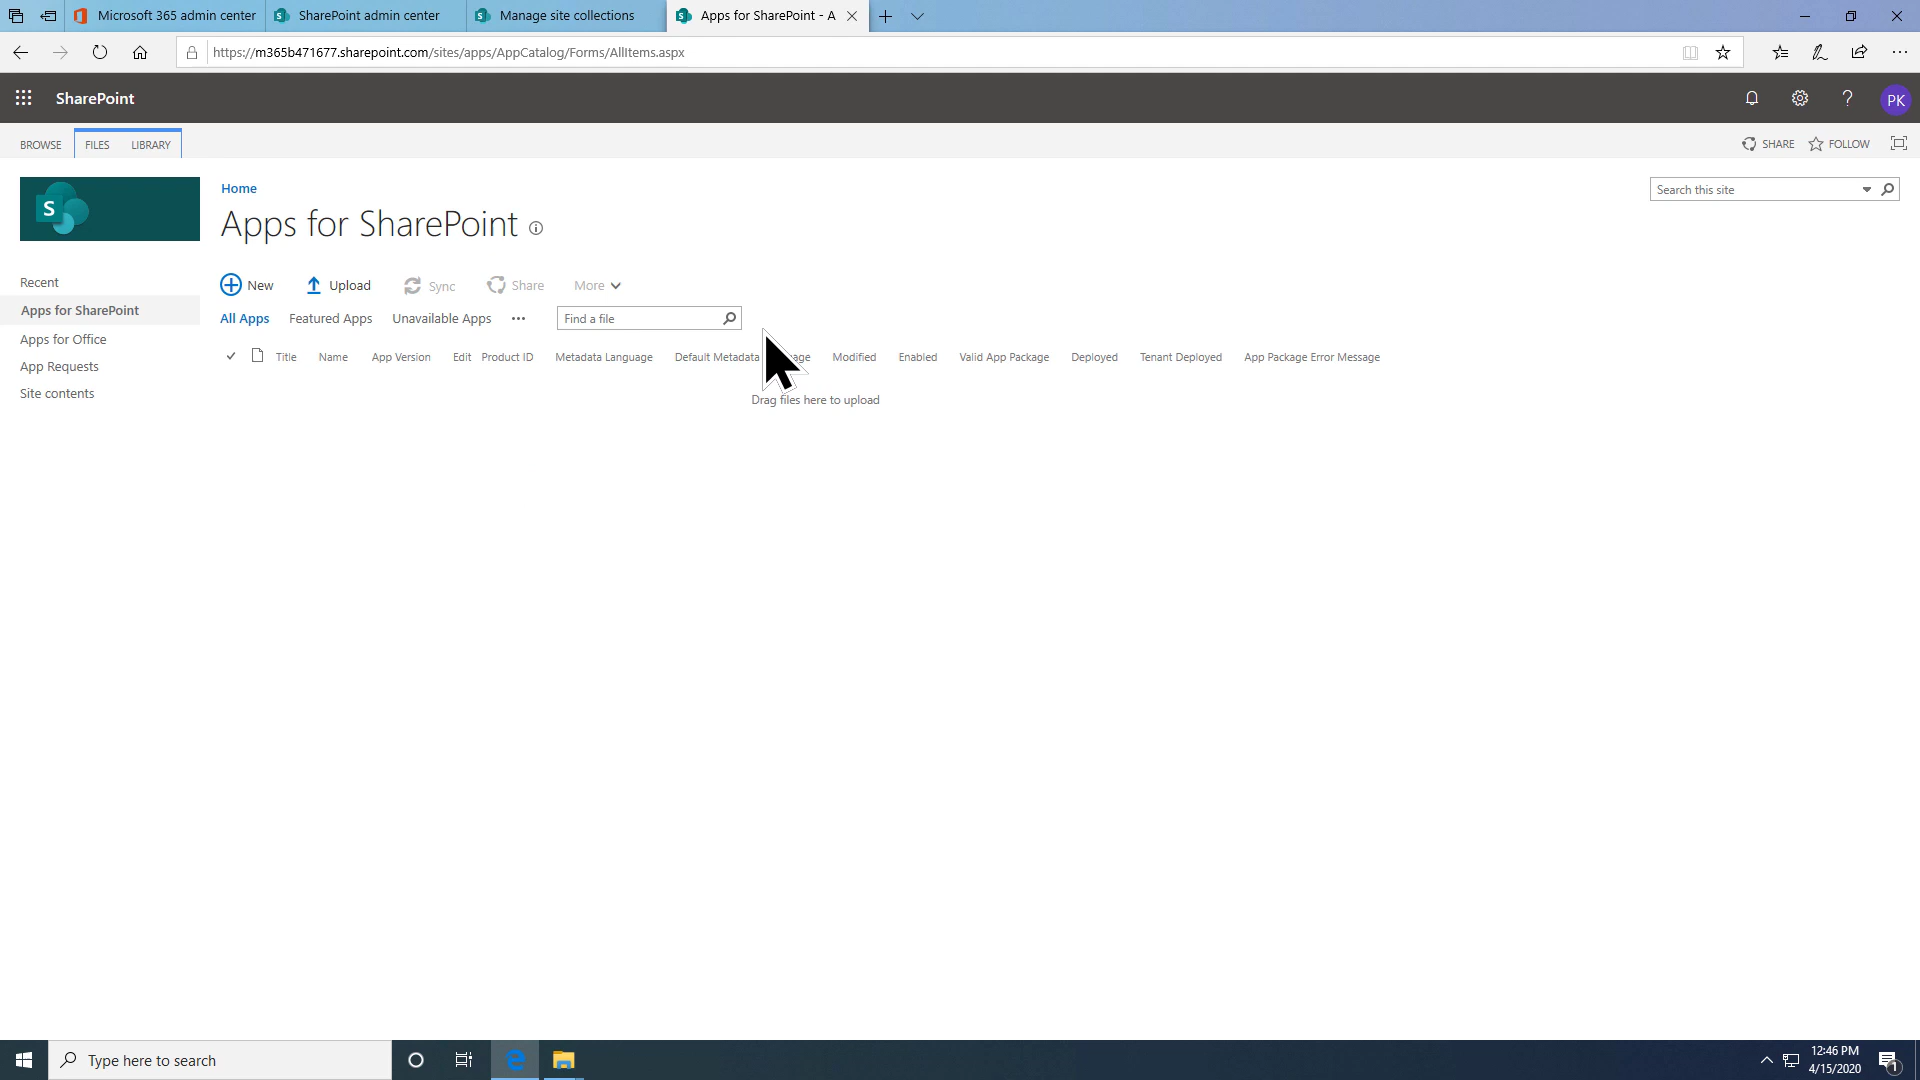 Microsoft 365 admin center
SharePoint admin center
Manage site collections
Apps for SharePoint - A
https://m365b471677.sharepoint.com/sites/apps/AppCatalog/Forms/AllItems.aspx
SharePoint
PK
BROWSE
FILES
LIBRARY
SHARE
FOLLOW
S
Home
Search this site
Apps for SharePoint
Recent
Apps for SharePoint
Apps for Office
App Requests
Site contents
New
Upload
Sync
Share
More
All Apps
Featured Apps
Unavailable Apps
Find a file
Title
Name
App Version
Edit
Product ID
Metadata Language
Default Metadata
Modified
Enabled
Valid App Package
Deployed
Tenant Deployed
App Package Error Message
Drag files here to upload
Type here to search
12:46 PM
4/15/2020
1